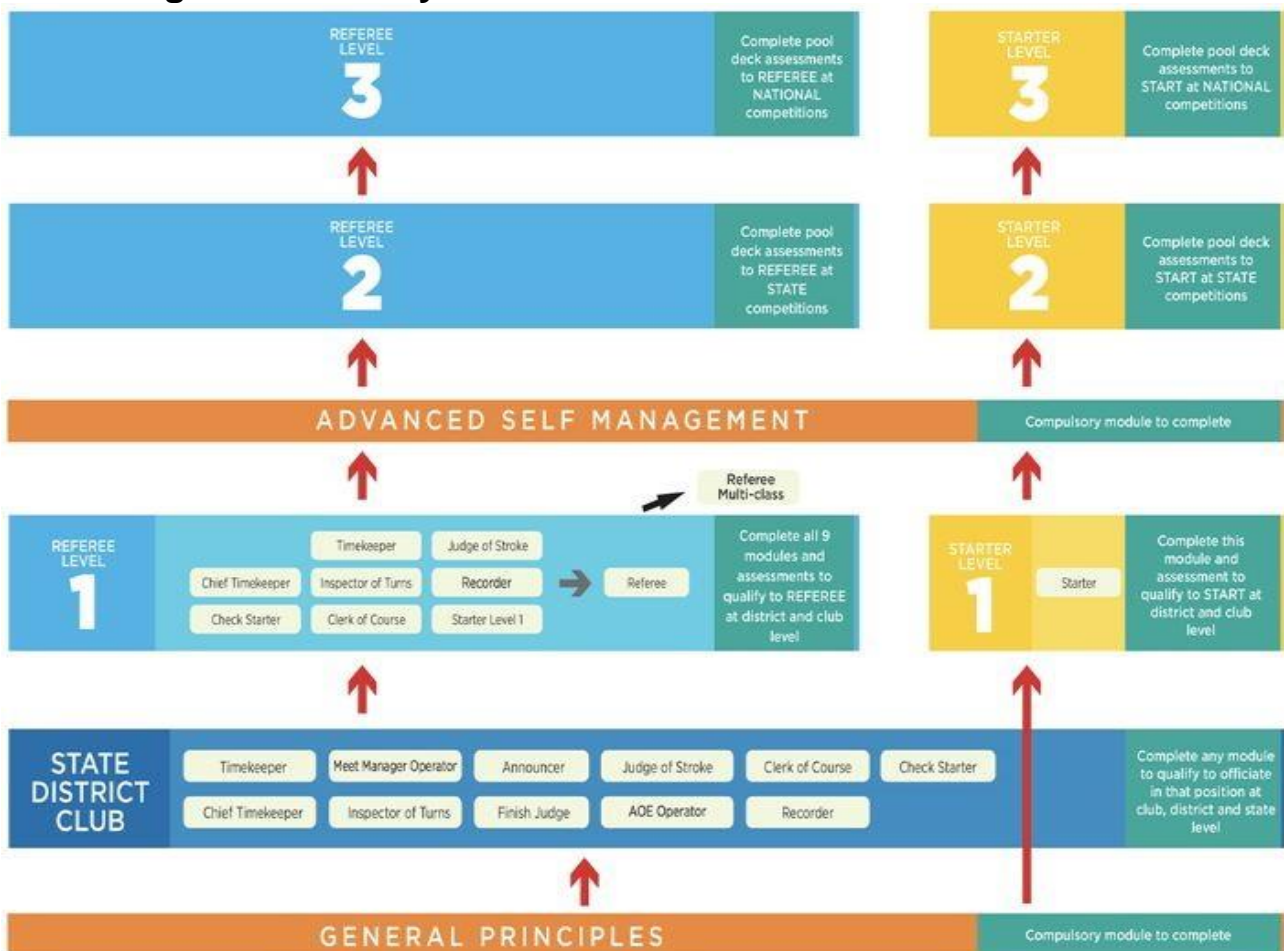 REFEREE
LEVEL
3
Complete pool
deck assessments
to REFEREE at
NATIONAL
competitions
STARTER
LEVEL
3
Complete pool deck
assessments to
START at NATIONAL
competitions
REFEREE
LEVEL
2
Complete pool
deck assessments
to REFEREE at
STATE
competitions
STARTER
LEVEL
2
Complete pool deck
assessments to
START at STATE
competitions
ADVANCED SELF MANAGEMENT
Compulsory module to complete
Referee
Multi-class
REFEREE
LEVEL
1
Timekeeper
Judge of Stroke
Chief Timekeeper
Inspector of Turns
Recorder
Referee
Check Starter
Clerk of Course
Starter Level 1
Complete all 9
modules and
assessments to
qualify to REFEREE
at district and club
level
STARTER
LEVEL
1
Starter
Complete this
module and
assessment to
qualify to START at
district and club
level
STATE
DISTRICT
CLUB
Timekeeper
Meet Manager Operator
Announcer
Judge of Stroke
Clerk of Course
Check Starter
Chief Timekeeper
Inspector of Turns
Finish Judge
AOE Operator
Recorder
Complete any module
to qualify to officiate
in that position at
club, district and state
level
GENERAL PRINCIPLES
Compulsory module to complete